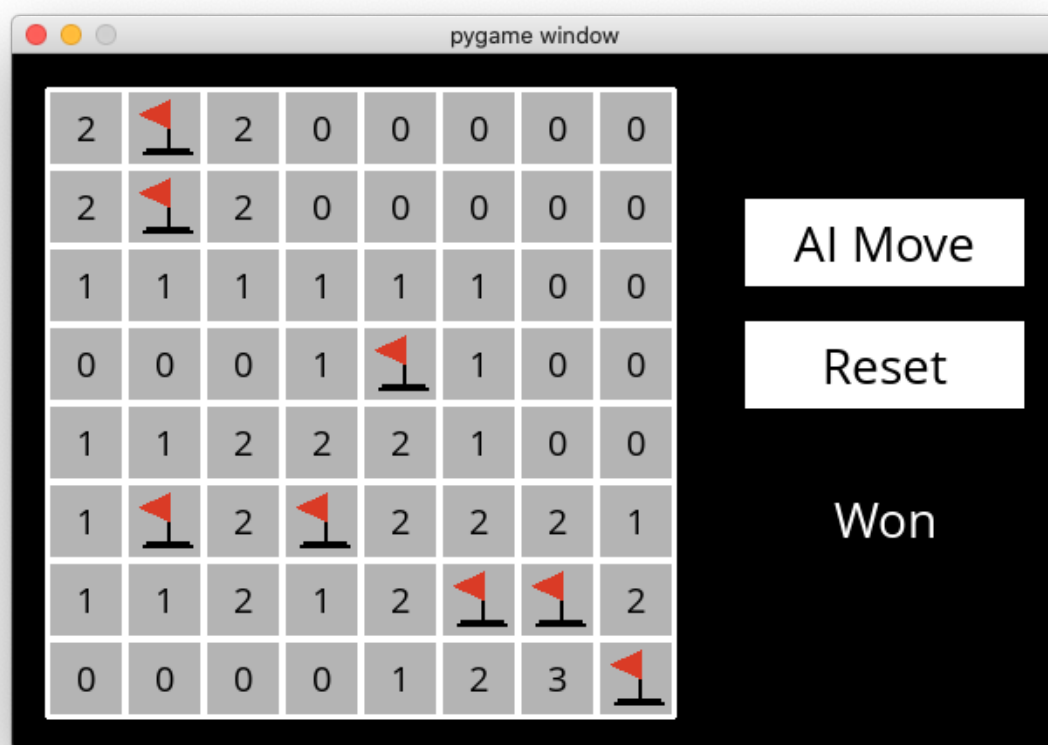 pygame window
2 2 0 0 0 0 0
2 2 0 0 0 0 0
AI Move
1 1 1 1 1 1 0 0
0 0 0 1 1 0 0
Reset
1 1 2 2 2 1 0 0
1 2 2 2 2 1
Won
1 1 2 1 2 2
0 0 0 0 1 2 3